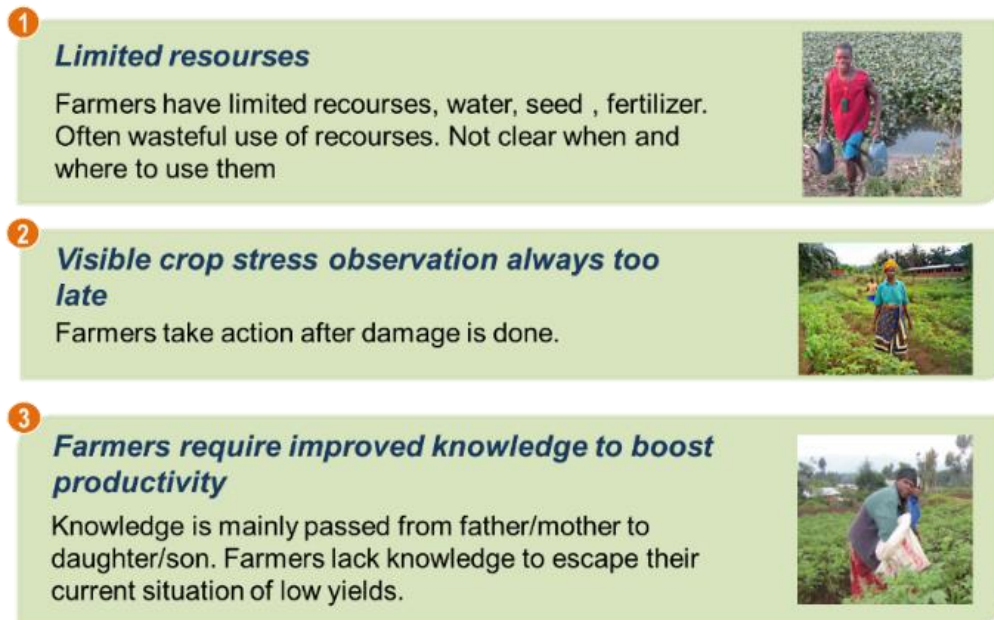 1
Limited resourses
Farmers have limited recourses, water, seed , fertilizer.
Often wasteful use of recourses. Not clear when and
where to use them
2
Visible crop stress observation always too
late
Farmers take action after damage is done.
3
Farmers require improved knowledge to boost
productivity
Knowledge is mainly passed from father/mother to
daughter/son. Farmers lack knowledge to escape their
current situation of low yields.